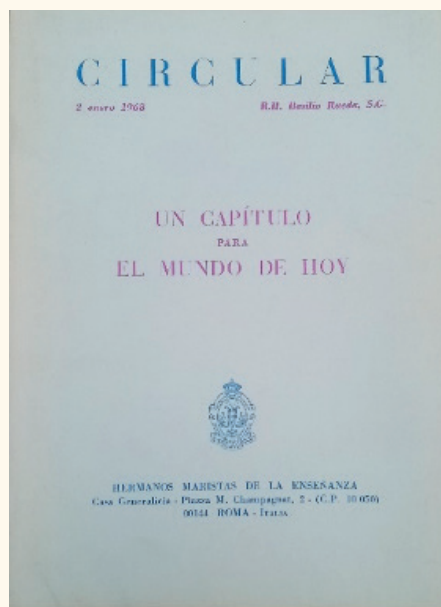 CIRCULAR
2 enero 1968 R.H. Basilio Rueda, S.G.
UN CAPÍTULO
PARA
EL MUNDO DE HOY
HERMANOS MARISTAS DE LA ENSEÑANZA
Casa Generalicia - Piazza M. Champagnat, 2 - (C.P. 10 050)
00144 ROMA - ITALIA